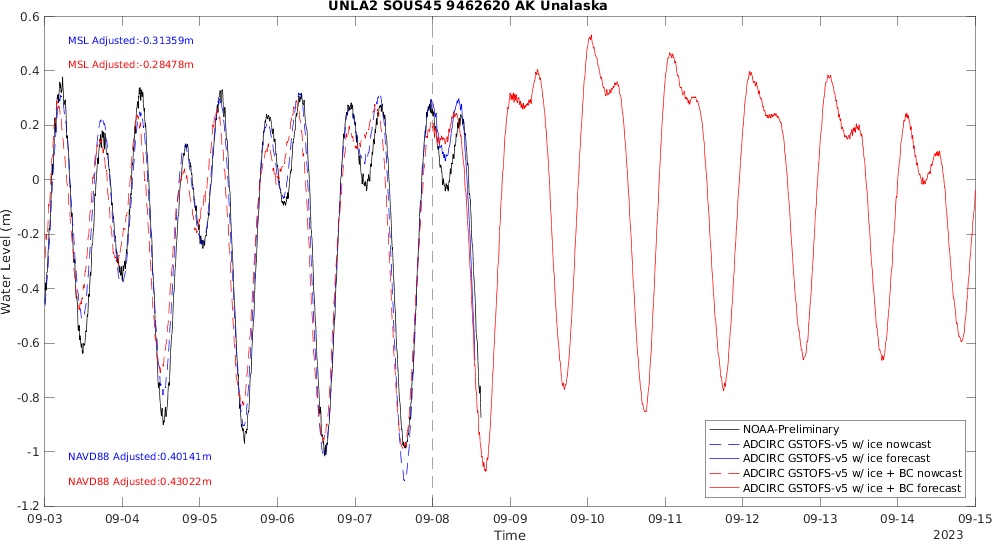 UNLA2 SOUS45 9462620 AK Unalaska
0.6
0.4
0.2
0
-0.2
-0.4
-0.6
-0.8
-1
-1.2
Water Level (m)
MSL Adjusted:-0.31359m
MSL Adjusted:-0.28478m
NAVD88 Adjusted:0.40141m
NAVD88 Adjusted:0.43022m
NOAA-Preliminary
ADCIRC GSTOFS-v5 w/ ice nowcast
ADCIRC GSTOFS-v5 w/ ice forecast
ADCIRC GSTOFS-v5 w/ ice + BC nowcast
ADCIRC GSTOFS-v5 w/ ice + BC forecast
09-03 09-04 09-05 09-06 09-07 09-08 09-09 09-10 09-11 09-12 09-13 09-14 09-15
Time
2023